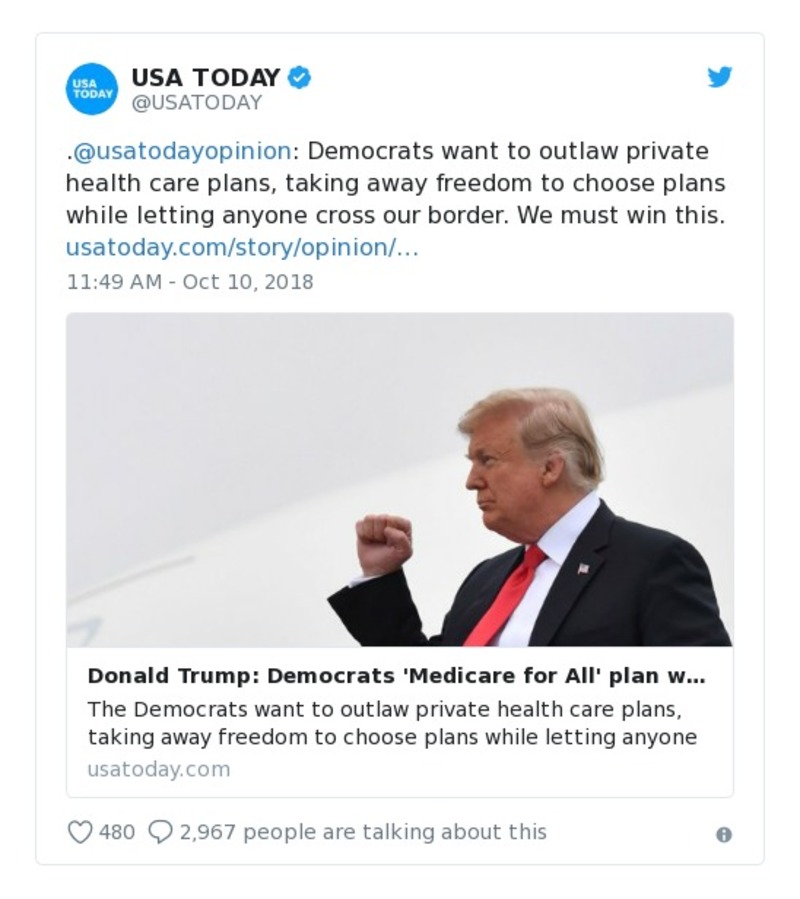 USA TODAY
USA TODAY
@USATODAY
.@usatodayopinion: Democrats want to outlaw private
health care plans, taking away freedom to choose plans
while letting anyone cross our border. We must win this.
usatoday.com/story/opinion/…
11:49 AM - Oct 10, 2018
Donald Trump: Democrats 'Medicare for All' plan w…
The Democrats want to outlaw private health care plans,
taking away freedom to choose plans while letting anyone
usatoday.com
480 2,967 people are talking about this